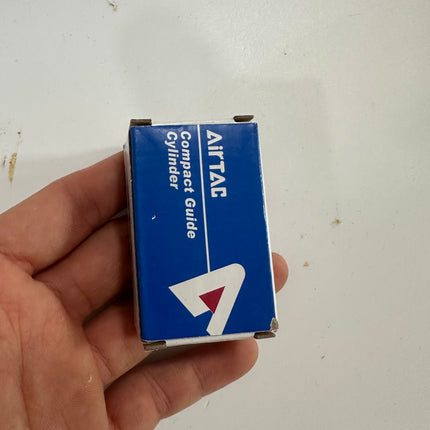 AirTAC
Compact Guide
Cylinder